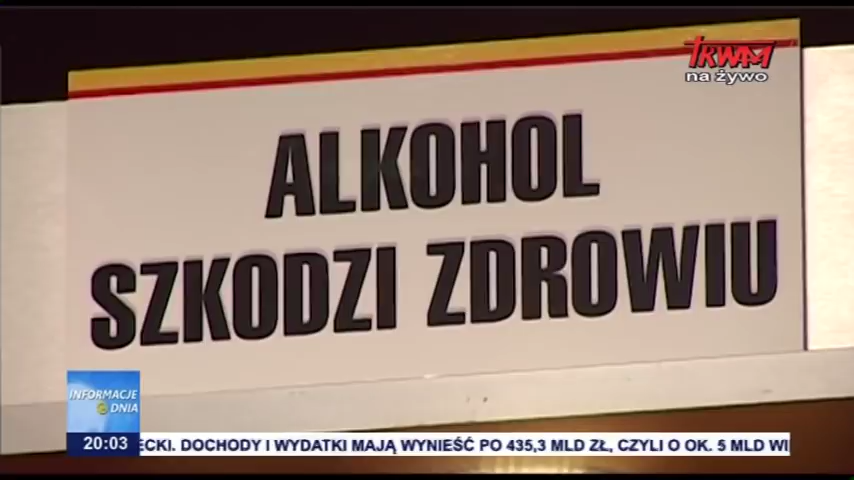 TRWAM
na żywo
ALKOHOL
SZKODZI ZDROWIU
INFORMACJE
DNIA
20:03
ECKI. DOCHODY I WYDATKI MAJĄ WYNIEŚĆ PO 435,3 MLD ZŁ, CZYLI O OK. 5 MLD WI